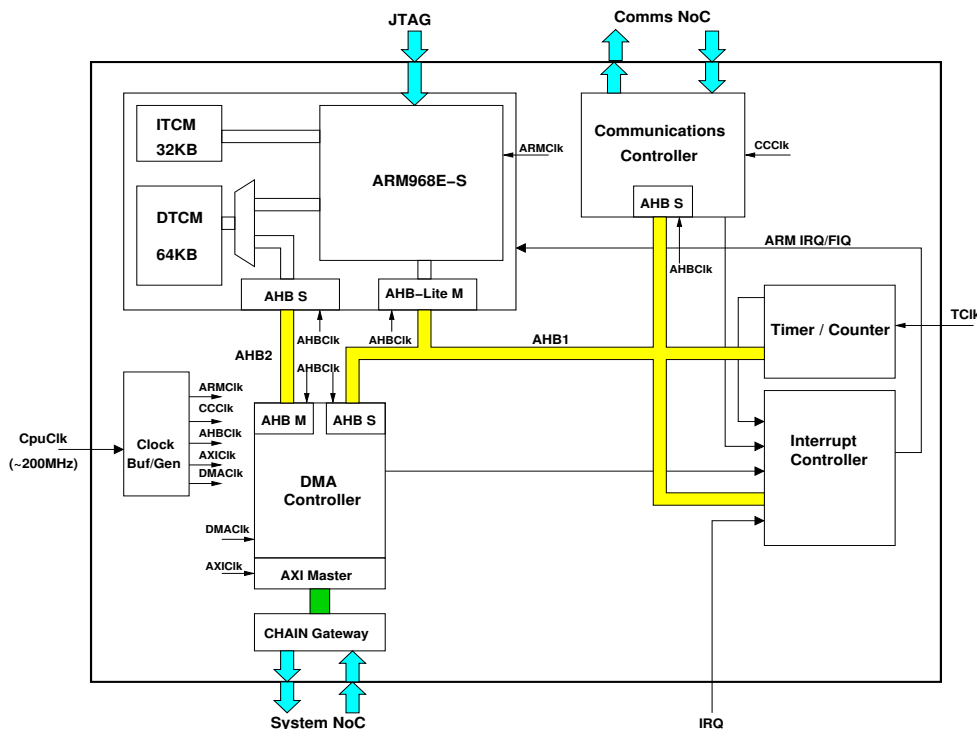 JTAG
Comms NoC
ITCM
32KB
ARM968E−S
ARMClk
Communications
Controller
CCClk
DTCM
64KB
AHB S
AHBClk
ARM IRQ/FIQ
AHB S
AHB−Lite M
AHBClk
AHBClk
AHB2
AHB1
AHBClk
Timer / Counter
TClk
CpuClk
(~200MHz)
Clock
Buf/Gen
ARMClk
CCClk
AHBClk
AXIClk
DMAClk
AHB M
AHB S
DMA
Controller
Interrupt
Controller
DMAClk
AXIClk
AXI Master
CHAIN Gateway
System NoC
IRQ